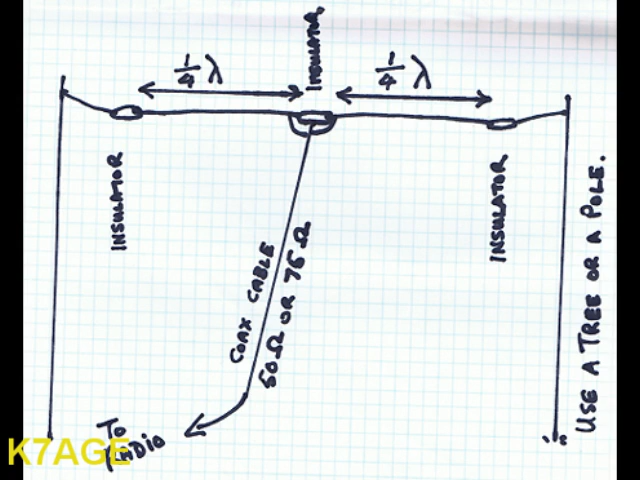 INSULATOR.
1/4 λ
1/4 λ
INSULATOR
INSULATOR
COAX CABLE
50Ω OR 75Ω
USE A TREE OR A POLE.
TO
RADIO
K7AGE